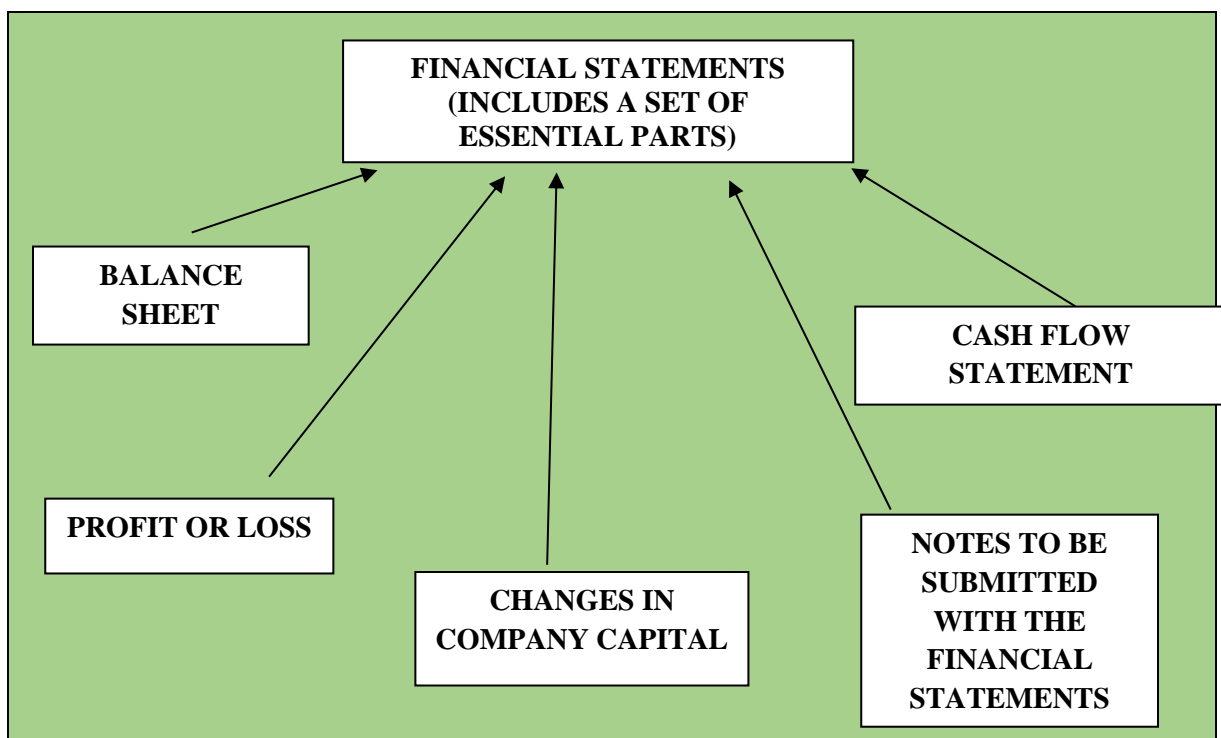 FINANCIAL STATEMENTS
(INCLUDES A SET OF
ESSENTIAL PARTS)
BALANCE
SHEET
CASH FLOW
STATEMENT
PROFIT OR LOSS
CHANGES IN
COMPANY CAPITAL
NOTES TO BE
SUBMITTED
WITH THE
FINANCIAL
STATEMENTS